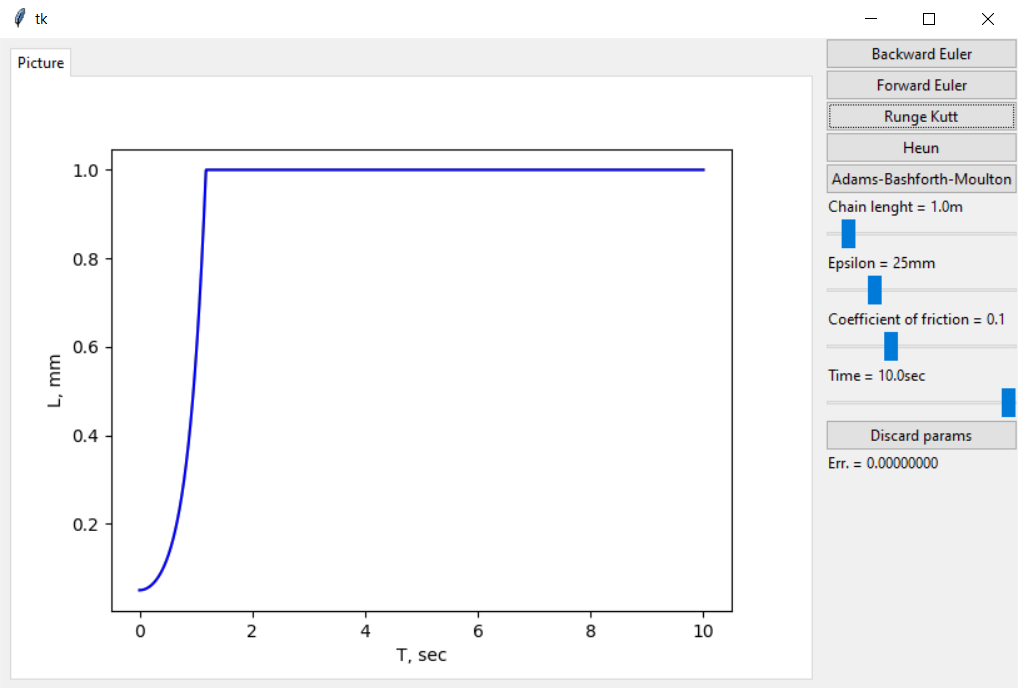 tk
Picture
1.0
0.8
0.6
0.4
0.2
L, mm
0 2 4 6 8 10
T, sec
Backward Euler
Forward Euler
Runge Kutt
Heun
Adams-Bashforth-Moulton
Chain lenght = 1.0m
Epsilon = 25mm
Coefficient of friction = 0.1
Time = 10.0sec
Discard params
Err. = 0.00000000